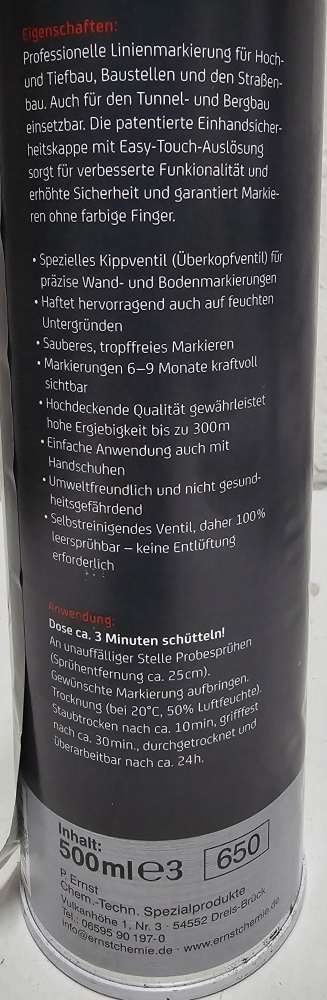 Eigenschaften:
Professionelle Linienmarkierung für Hoch-
und Tiefbau, Baustellen und den Straßen-
bau. Auch für den Tunnel- und Bergbau
einsetzbar. Die patentierte Einhandsicher-
heitskappe mit Easy-Touch-Auslösung
sorgt für verbesserte Funkionalität und
erhöhte Sicherheit und garantiert Markie-
ren ohne farbige Finger.
• Spezielles Kippventil (Überkopfventil) für
präzise Wand- und Bodenmarkierungen
• Haftet hervorragend auch auf feuchten
Untergründen
• Sauberes, tropffreies Markieren
• Markierungen 6–9 Monate kraftvoll
sichtbar
• Hochdeckende Qualität gewährleistet
hohe Ergiebigkeit bis zu 300m
• Einfache Anwendung auch mit
Handschuhen
• Umweltfreundlich und nicht gesund-
heitsgefährdend
• Selbstreinigendes Ventil, daher 100%
leersprühbar – keine Entlüftung
erforderlich
Anwendung:
Dose ca. 3 Minuten schütteln!
An unauffälliger Stelle Probesprühen
(Sprühentfernung ca. 25cm).
Gewünschte Markierung aufbringen.
Trocknung (bei 20°C, 50% Luftfeuchte).
Staubtrocken nach ca. 10min, grifffest
nach ca. 30min., durchgetrocknet und
überarbeitbar nach ca. 24h.
Inhalt:
500ml℮3 650
P. Ernst
Chem.-Techn. Spezialprodukte
Vulkanhöhe 1, Nr. 3 · 54552 Dreis-Brück
Tel.: 06595 90 197-0
info@ernstchemie.de · www.ernstchemie.de